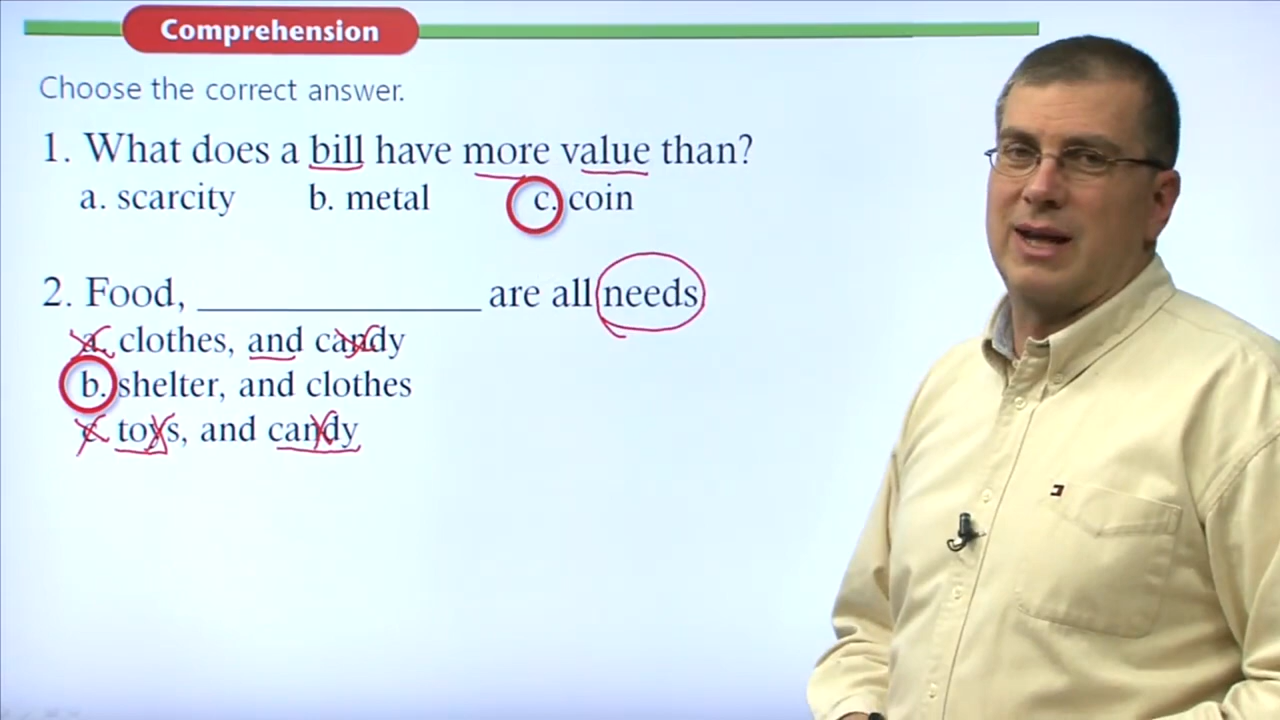 Comprehension
Choose the correct answer.
1. What does a bill have more value than?
a. scarcity b. metal c. coin
2. Food, ____________________ are all needs
a. clothes, and candy
b. shelter, and clothes
c. toys, and candy